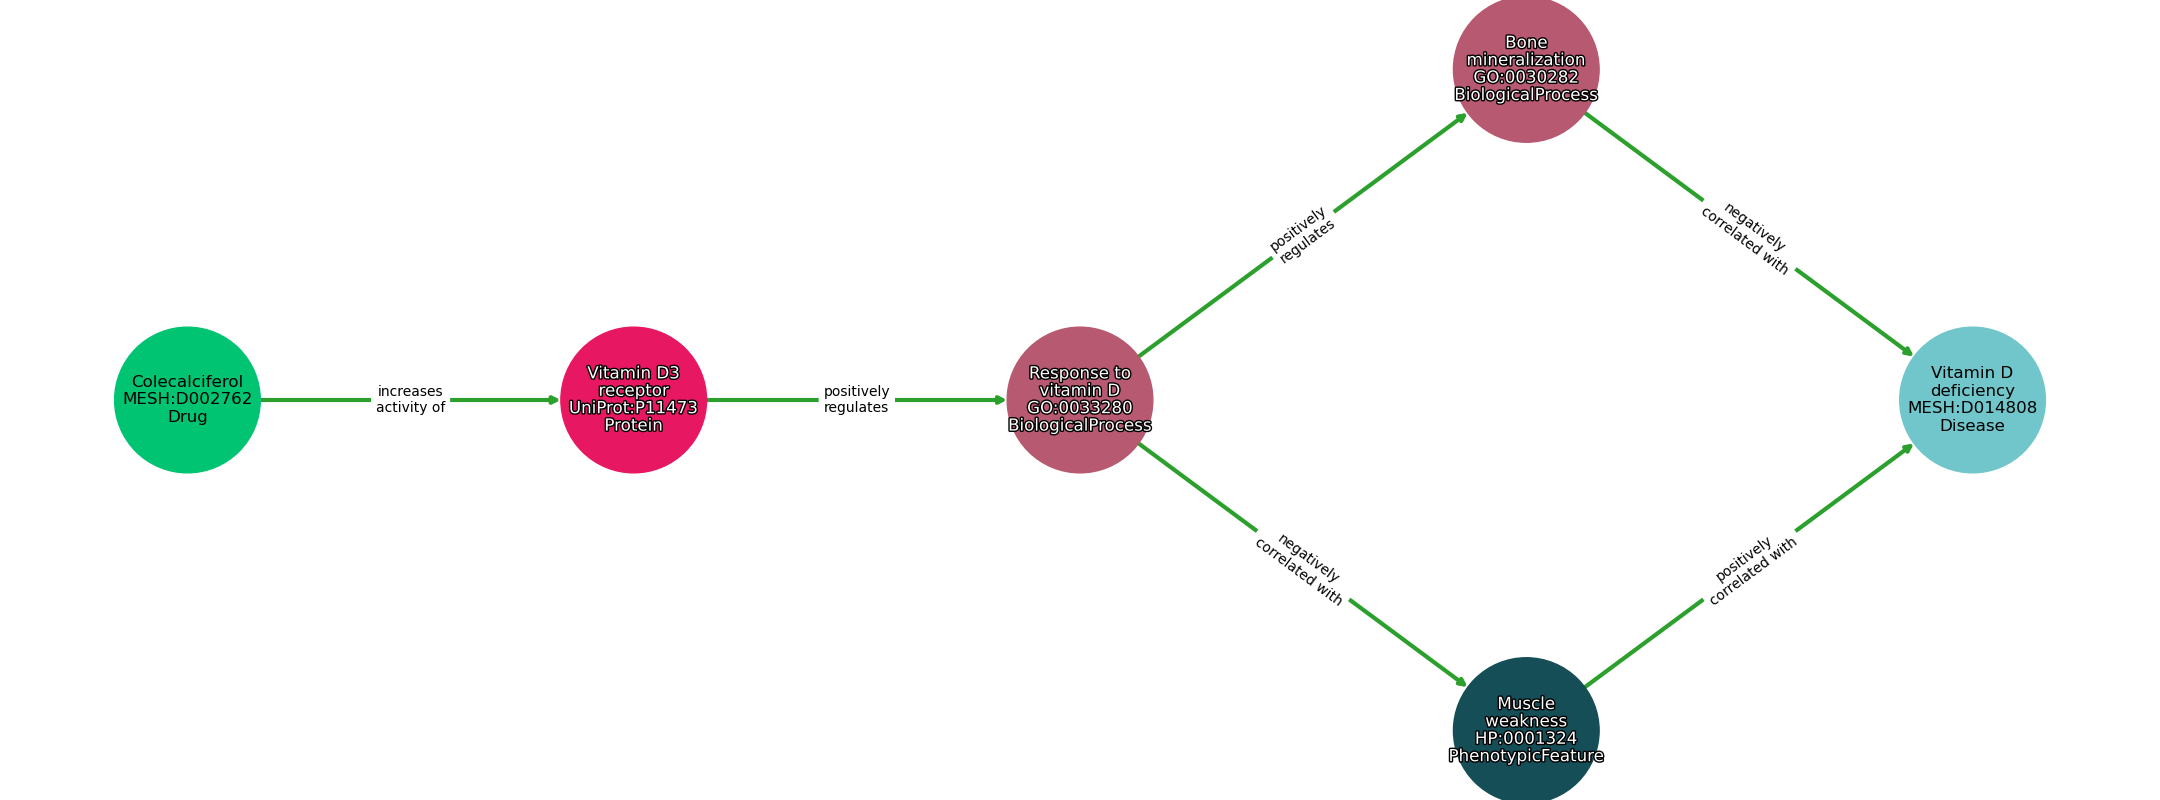 Bone
mineralization
GO:0030282
BiologicalProcess
positively
regulates
negatively
correlated with
Colecalciferol
MESH:D002762
Drug
increases
activity of
Vitamin D3
receptor
UniProt:P11473
Protein
positively
regulates
Response to
vitamin D
GO:0033280
BiologicalProcess
Vitamin D
deficiency
MESH:D014808
Disease
negatively
correlated with
positively
correlated with
Muscle
weakness
HP:0001324
PhenotypicFeature